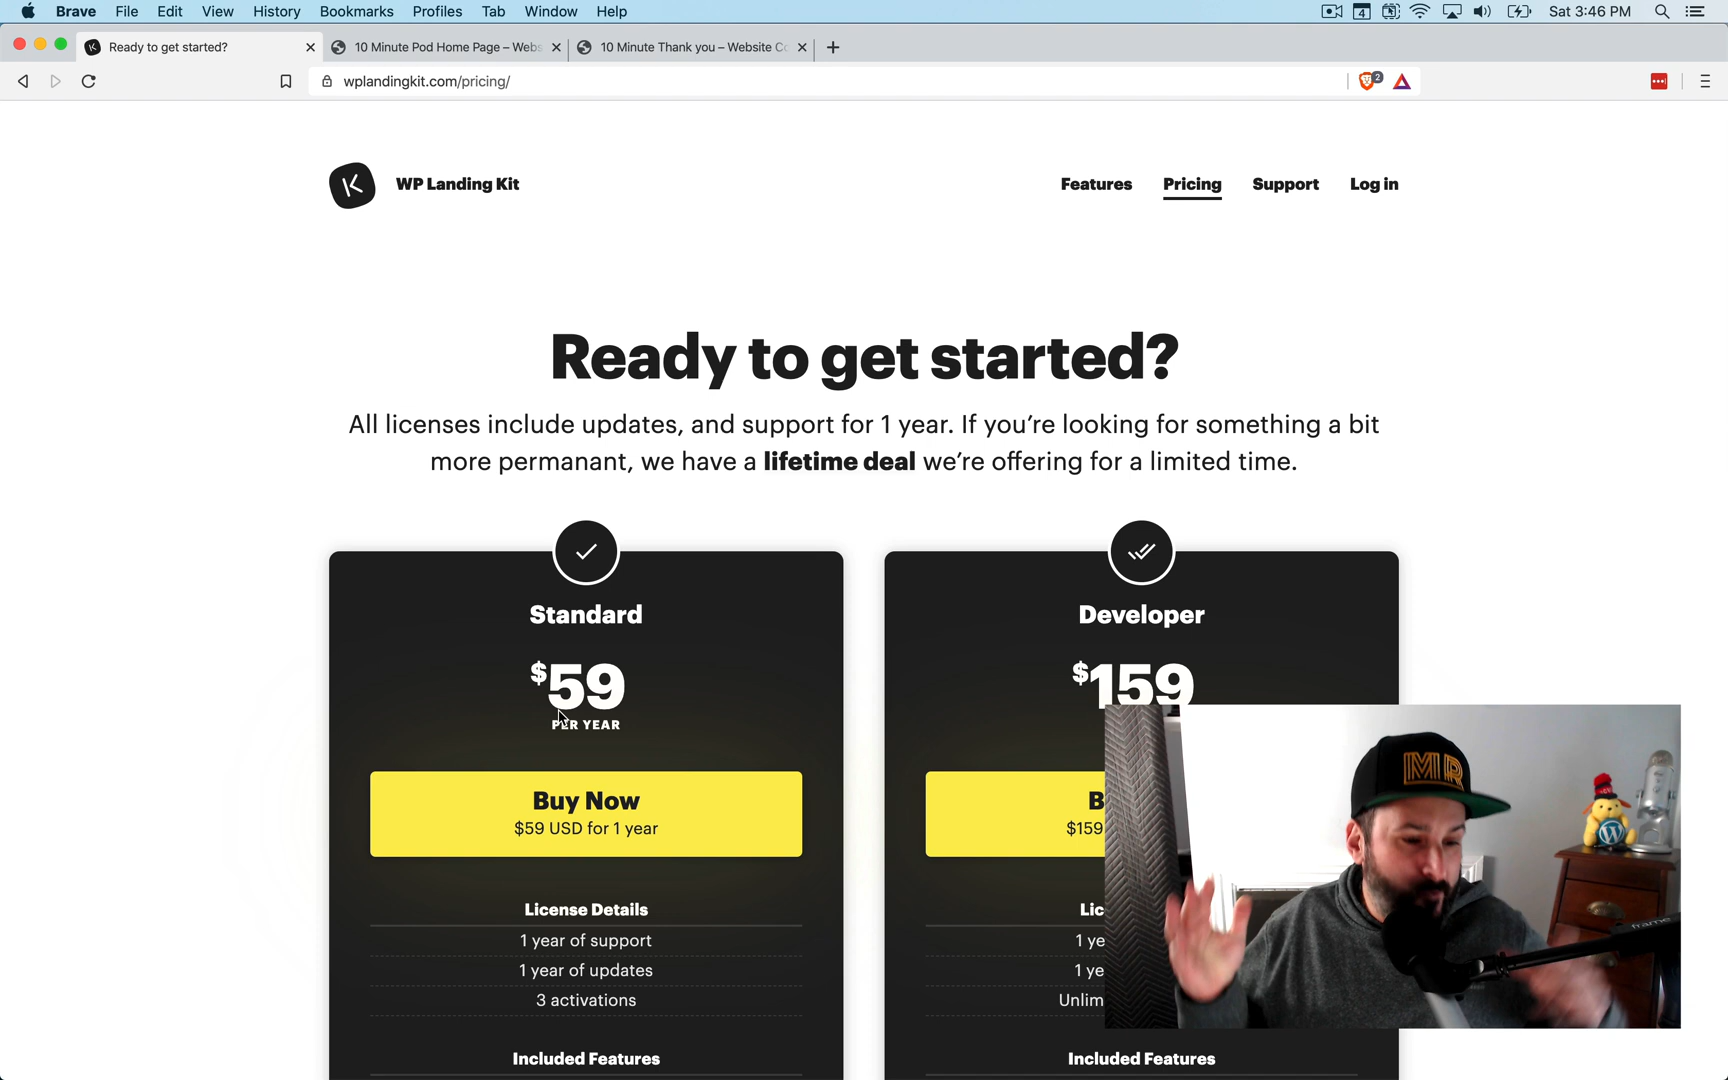 Brave File Edit View History Bookmarks Profiles Tab Window Help
4
Sat 3:46 PM
Ready to get started?
10 Minute Pod Home Page – Webs
10 Minute Thank you – Website Co
wplandingkit.com/pricing/
2
WP Landing Kit
Features Pricing Support Log in
Ready to get started?
All licenses include updates, and support for 1 year. If you’re looking for something a bit
more permanant, we have a lifetime deal we’re offering for a limited time.
Standard
$59
PER YEAR
Buy Now
$59 USD for 1 year
License Details
1 year of support
1 year of updates
3 activations
Included Features
Developer
$159
B
$159
Lic
1 ye
1 ye
Unlim
Included Features
MR
frame